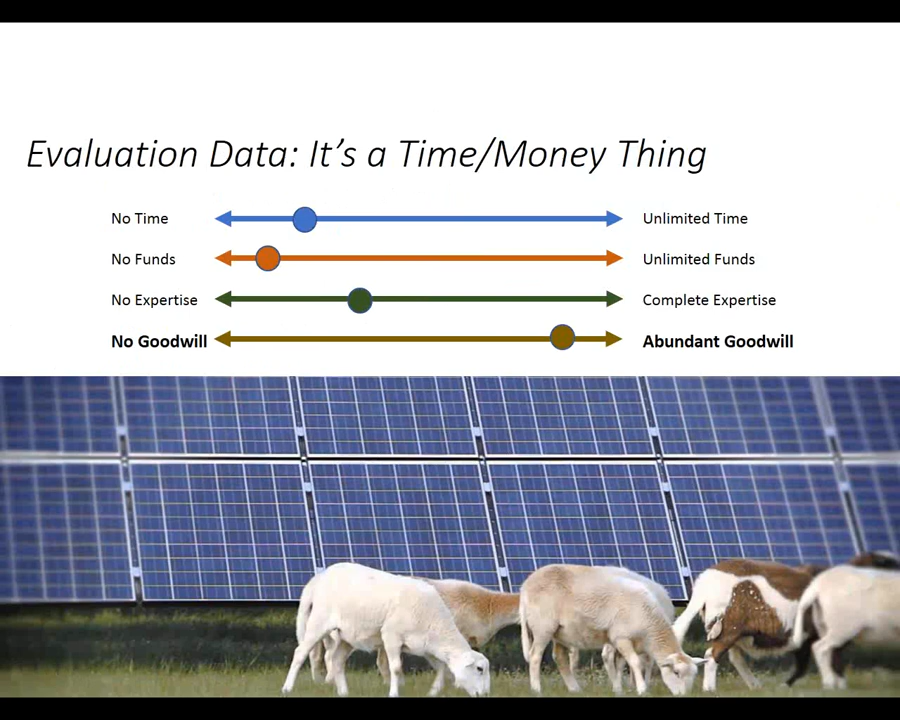 Evaluation Data: It's a Time/Money Thing
No Time Unlimited Time
No Funds Unlimited Funds
No Expertise Complete Expertise
No Goodwill Abundant Goodwill